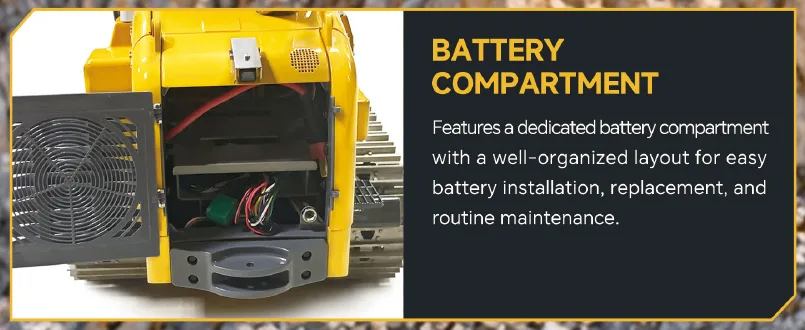 BATTERY
COMPARTMENT
Features a dedicated battery compartment
with a well-organized layout for easy
battery installation, replacement, and
routine maintenance.